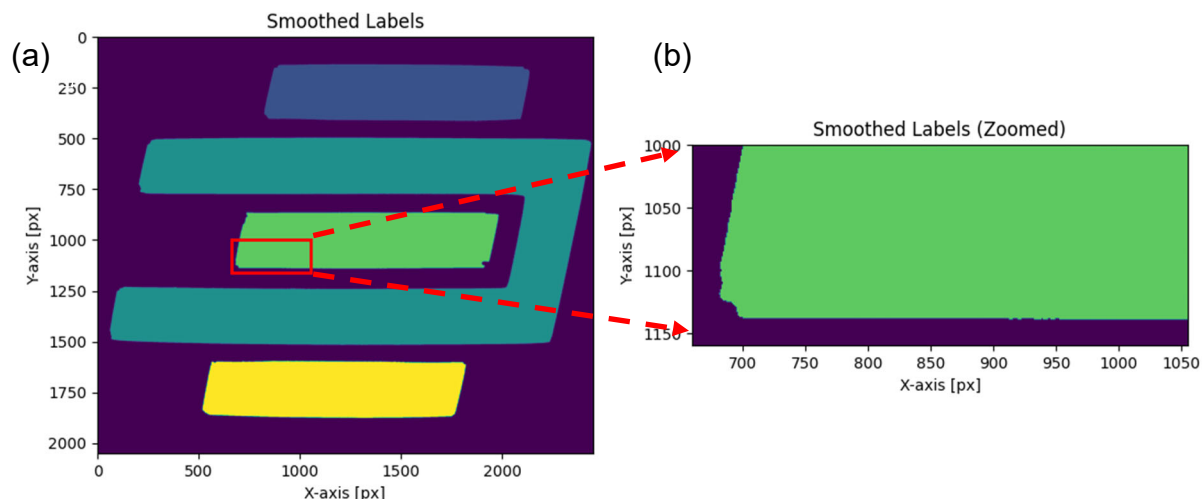 (a)
Smoothed Labels
0
250
500
750
1000
1250
1500
1750
2000
Y-axis [px]
0 500 1000 1500 2000
X-axis [px]
(b)
Smoothed Labels (Zoomed)
1000
1050
1100
1150
Y-axis [px]
700 750 800 850 900 950 1000 1050
X-axis [px]